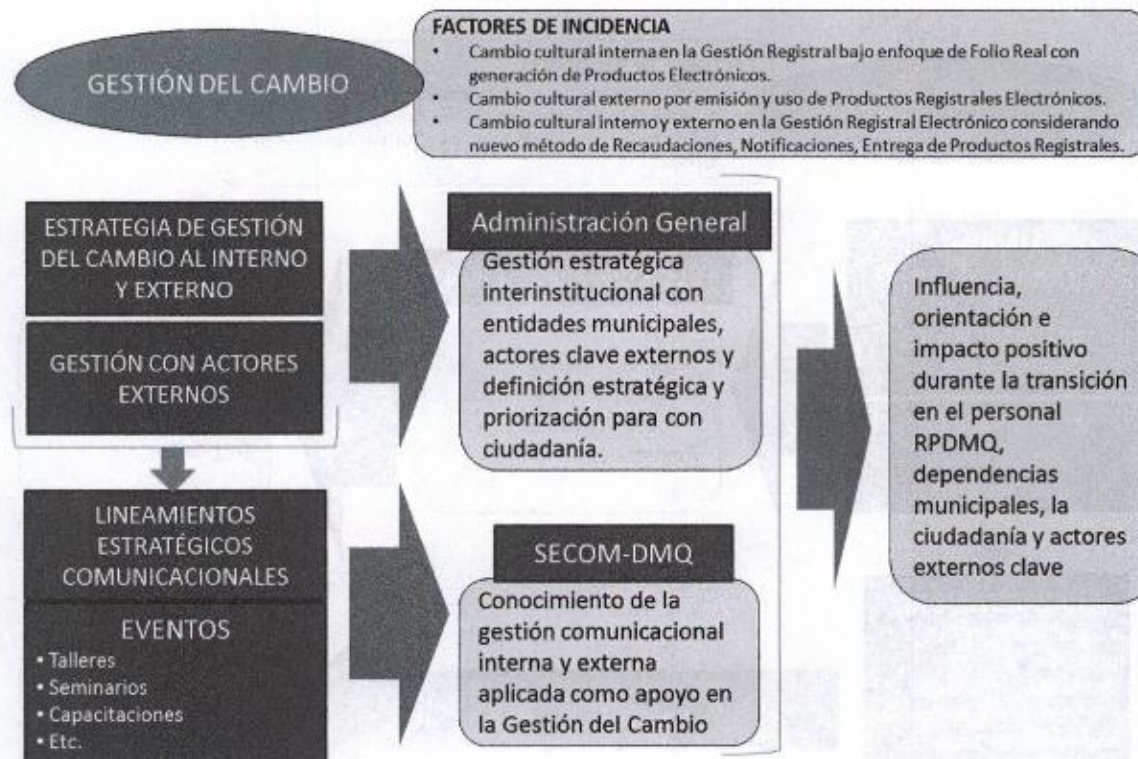 GESTIÓN DEL CAMBIO
FACTORES DE INCIDENCIA
• Cambio cultural interna en la Gestión Registral bajo enfoque de Folio Real con
generación de Productos Electrónicos.
• Cambio cultural externo por emisión y uso de Productos Registrales Electrónicos.
• Cambio cultural interno y externo en la Gestión Registral Electrónico considerando
nuevo método de Recaudaciones, Notificaciones, Entrega de Productos Registrales.
ESTRATEGIA DE GESTIÓN
DEL CAMBIO AL INTERNO
Y EXTERNO
GESTIÓN CON ACTORES
EXTERNOS
LINEAMIENTOS
ESTRATÉGICOS
COMUNICACIONALES
EVENTOS
• Talleres
• Seminarios
• Capacitaciones
• Etc.
Administración General
Gestión estratégica
interinstitucional con
entidades municipales,
actores clave externos y
definición estratégica y
priorización para con
ciudadanía.
SECOM-DMQ
Conocimiento de la
gestión comunicacional
interna y externa
aplicada como apoyo en
la Gestión del Cambio
Influencia,
orientación e
impacto positivo
durante la transición
en el personal
RPDMQ,
dependencias
municipales, la
ciudadanía y actores
externos clave